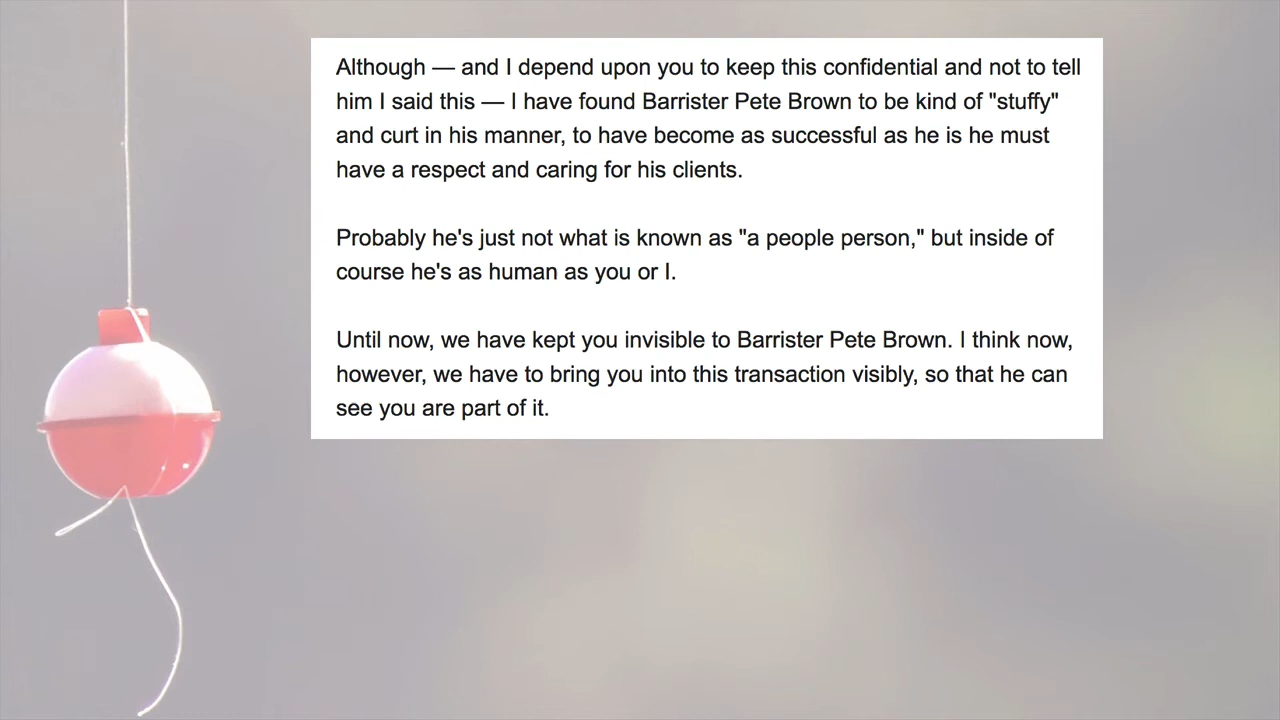 Although — and I depend upon you to keep this confidential and not to tell
him I said this — I have found Barrister Pete Brown to be kind of "stuffy"
and curt in his manner, to have become as successful as he is he must
have a respect and caring for his clients.
Probably he's just not what is known as "a people person," but inside of
course he's as human as you or I.
Until now, we have kept you invisible to Barrister Pete Brown. I think now,
however, we have to bring you into this transaction visibly, so that he can
see you are part of it.